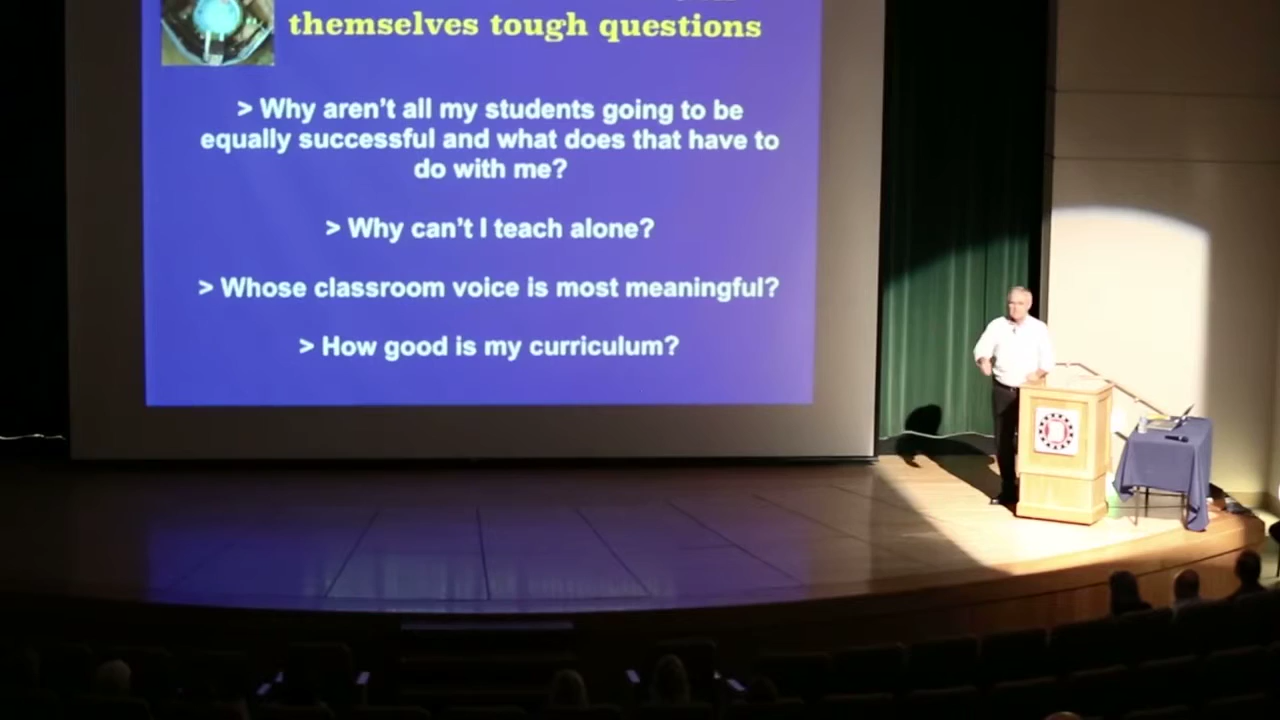 themselves tough questions
> Why aren't all my students going to be
equally successful and what does that have to
do with me?
> Why can't I teach alone?
> Whose classroom voice is most meaningful?
> How good is my curriculum?